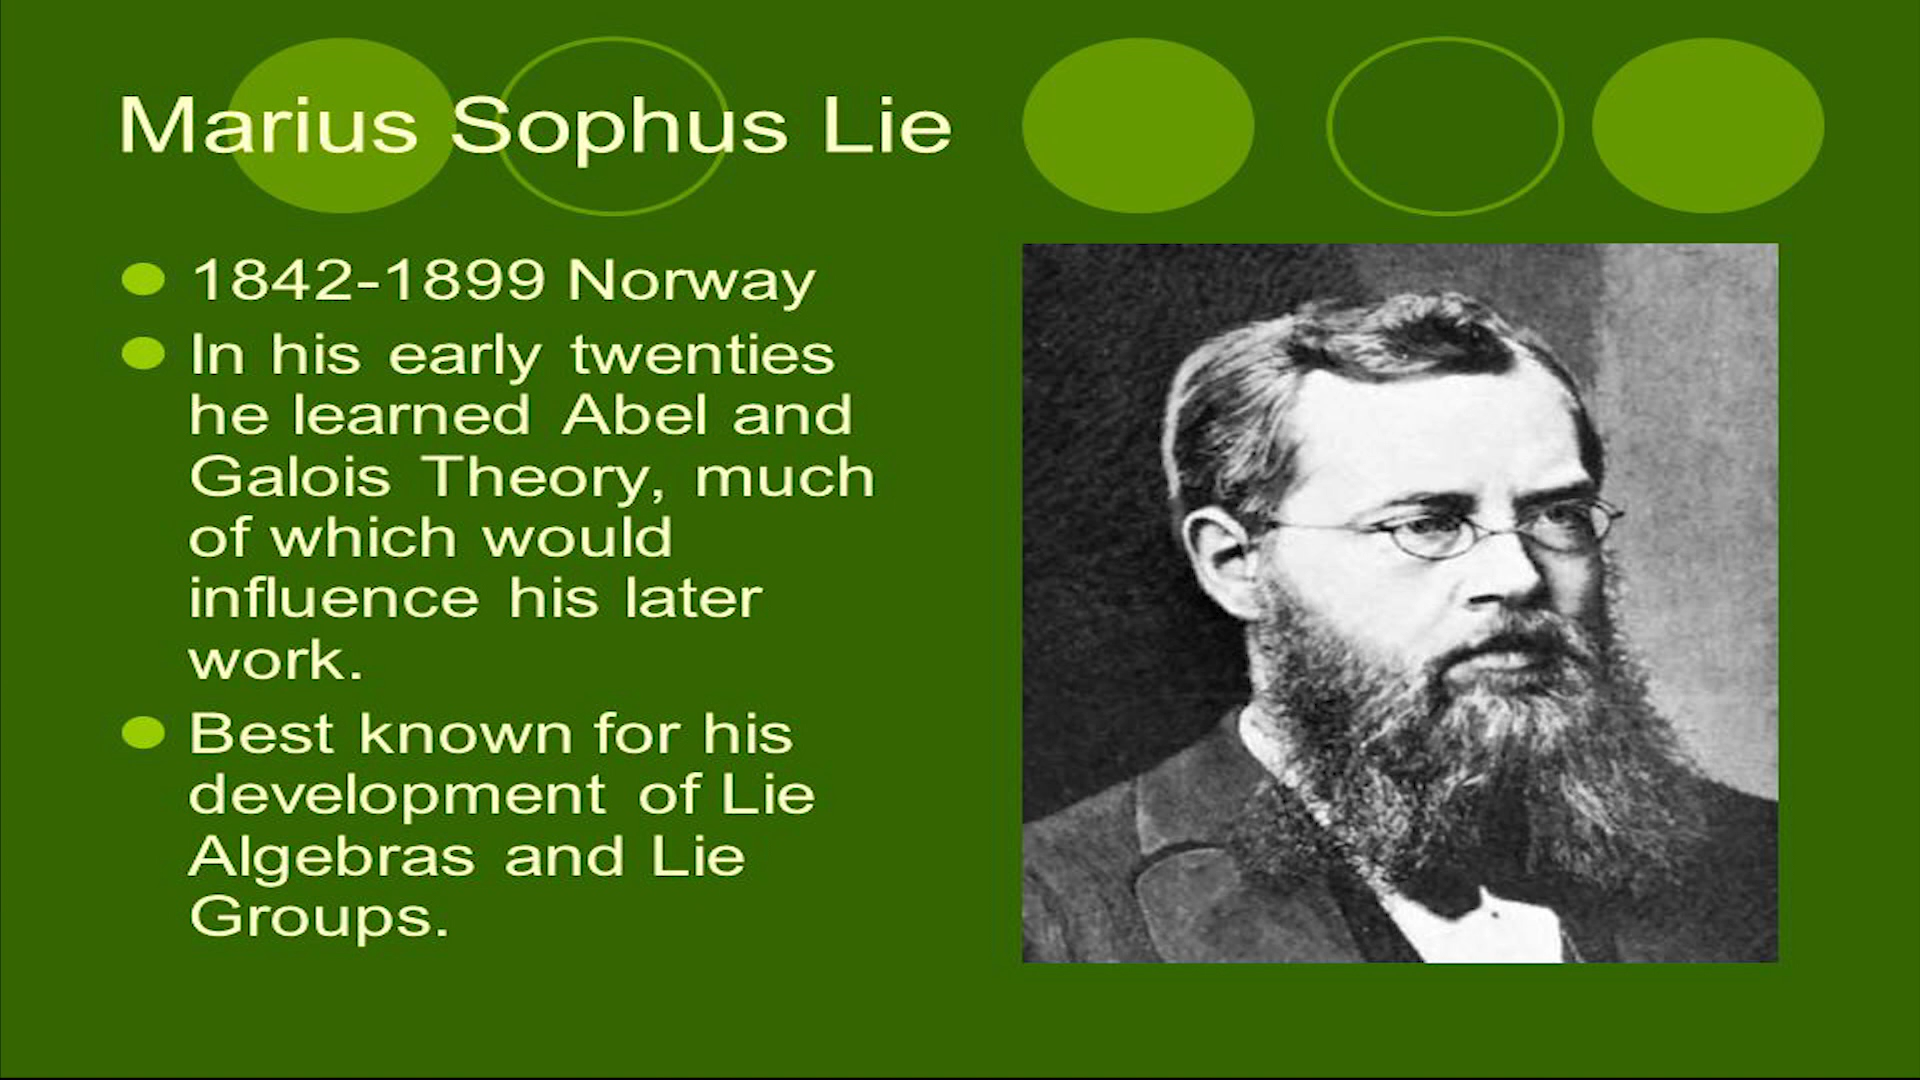 Marius Sophus Lie
1842-1899 Norway
In his early twenties
he learned Abel and
Galois Theory, much
of which would
influence his later
work.
Best known for his
development of Lie
Algebras and Lie
Groups.